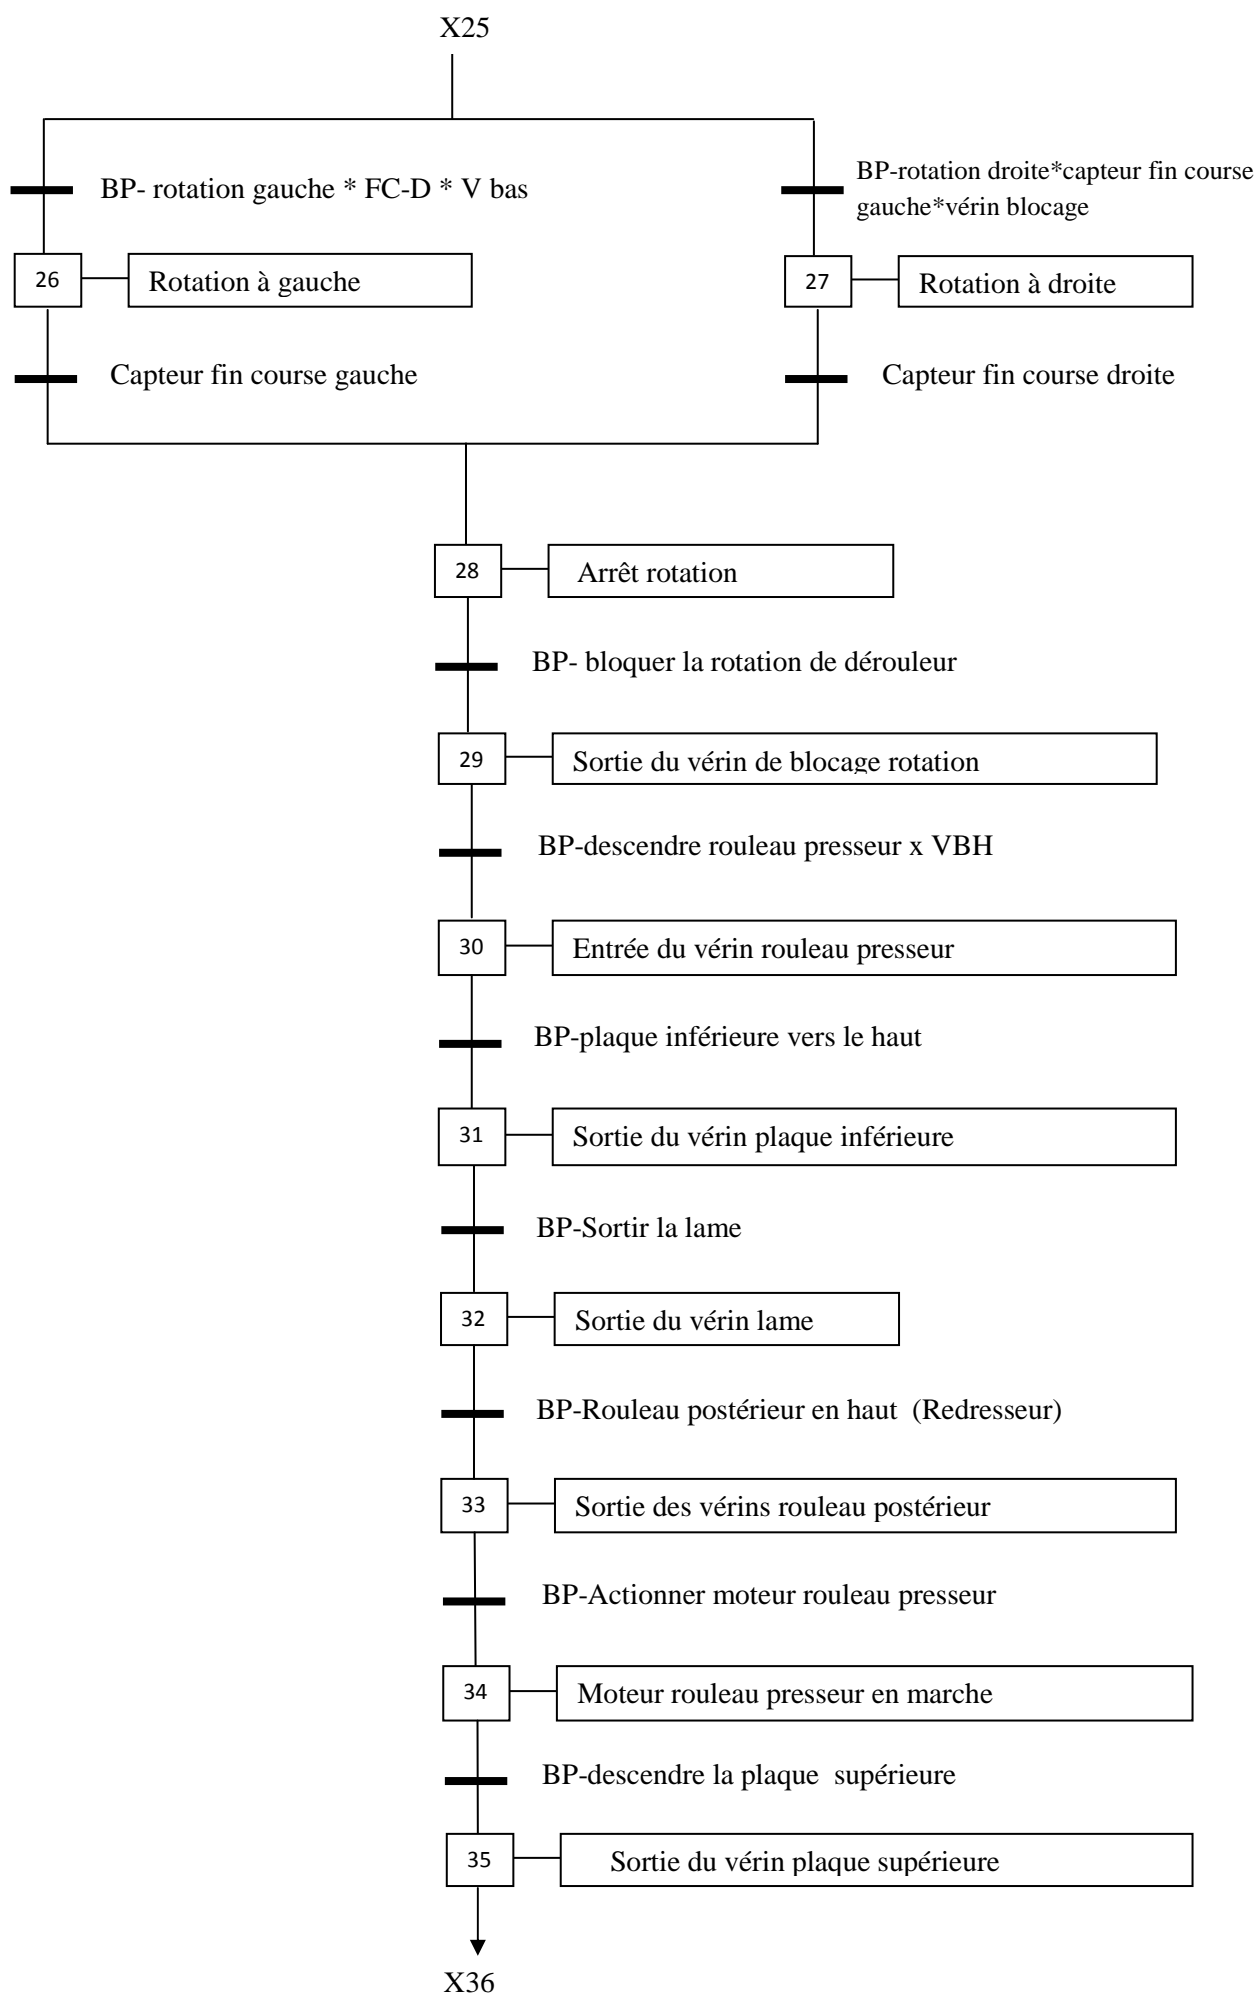 X25
BP- rotation gauche * FC-D * V bas
BP-rotation droite*capteur fin course
gauche*vérin blocage
26
Rotation à gauche
27
Rotation à droite
Capteur fin course gauche
Capteur fin course droite
28
Arrêt rotation
BP- bloquer la rotation de dérouleur
29
Sortie du vérin de blocage rotation
BP-descendre rouleau presseur x VBH
30
Entrée du vérin rouleau presseur
BP-plaque inférieure vers le haut
31
Sortie du vérin plaque inférieure
BP-Sortir la lame
32
Sortie du vérin lame
BP-Rouleau postérieur en haut (Redresseur)
33
Sortie des vérins rouleau postérieur
BP-Actionner moteur rouleau presseur
34
Moteur rouleau presseur en marche
BP-descendre la plaque supérieure
35
Sortie du vérin plaque supérieure
X36